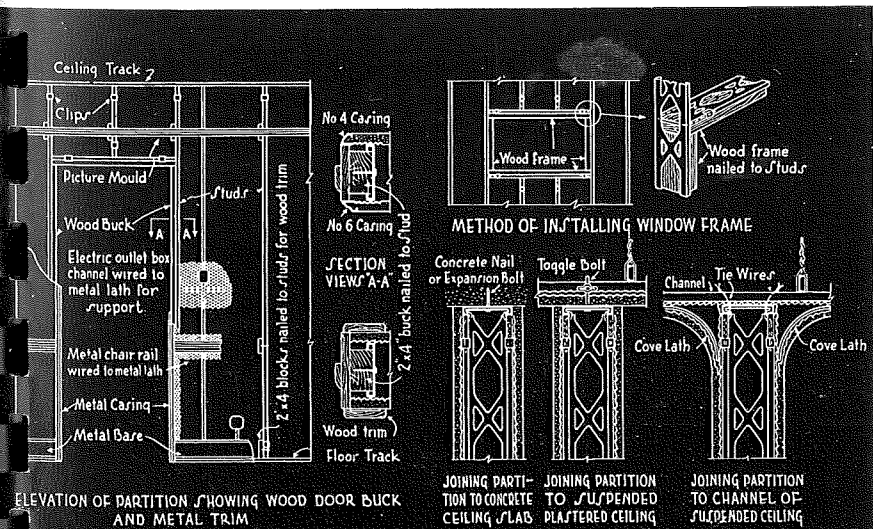 Ceiling Track
Clips
Picture Mould
Studs
Wood Buck
A A
Electric outlet box
channel wired to
metal lath for
support
Metal chair rail
wired to metal lath
Metal Casing
Metal Base
2"x4" blocks nailed to studs for wood trim
ELEVATION OF PARTITION SHOWING WOOD DOOR BUCK
AND METAL TRIM
No 4 Casing
No 6 Casing
SECTION
VIEWS "A-A"
2"x4" buck nailed to stud
Wood trim
Floor Track
Wood frame
Wood frame
nailed to studs
METHOD OF INSTALLING WINDOW FRAME
Concrete Nail
or Expansion Bolt
JOINING PARTI-
TION TO CONCRETE
CEILING SLAB
Toggle Bolt
JOINING PARTITION
TO SUSPENDED
PLASTERED CEILING
Channel
Tie Wires
Cove Lath
Cove Lath
JOINING PARTITION
TO CHANNEL OF
SUSPENDED CEILING